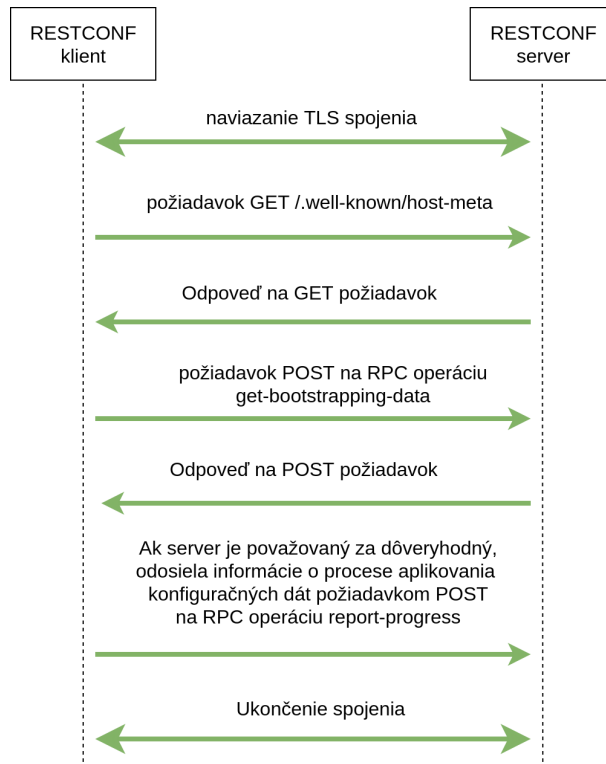 RESTCONF
klient
RESTCONF
server
naviazanie TLS spojenia
požiadavok GET /.well-known/host-meta
Odpoveď na GET požiadavok
požiadavok POST na RPC operáciu
get-bootstrapping-data
Odpoveď na POST požiadavok
Ak server je považovaný za dôveryhodný,
odosiela informácie o procese aplikovania
konfiguračných dát požiadavkom POST
na RPC operáciu report-progress
Ukončenie spojenia